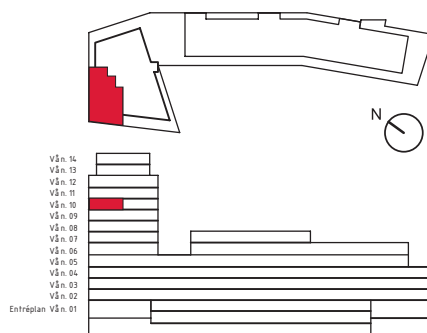 N
Vån. 14
Vån. 13
Vån. 12
Vån. 11
Vån. 10
Vån. 09
Vån. 08
Vån. 07
Vån. 06
Vån. 05
Vån. 04
Vån. 03
Vån. 02
Entréplan Vån. 01